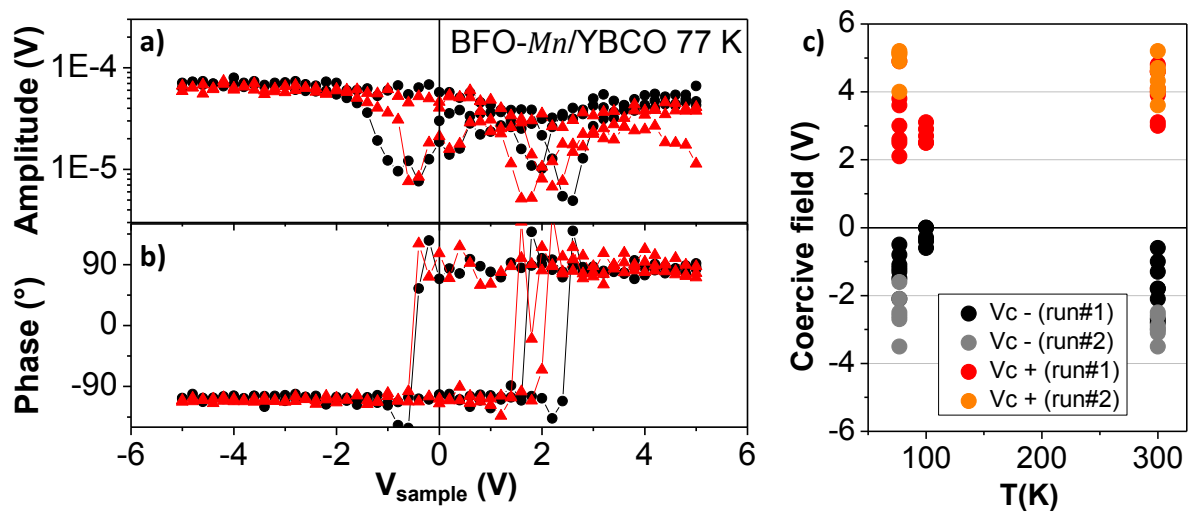 a)
BFO-Mn/YBCO 77 K
Amplitude (V)
1E-4
1E-5
b)
Phase (°)
90
0
-90
-6 -4 -2 0 2 4 6
V_sample (V)
c)
Coercive field (V)
6
4
2
0
-2
-4
-6
Vc - (run#1)
Vc - (run#2)
Vc + (run#1)
Vc + (run#2)
100 200 300
T(K)